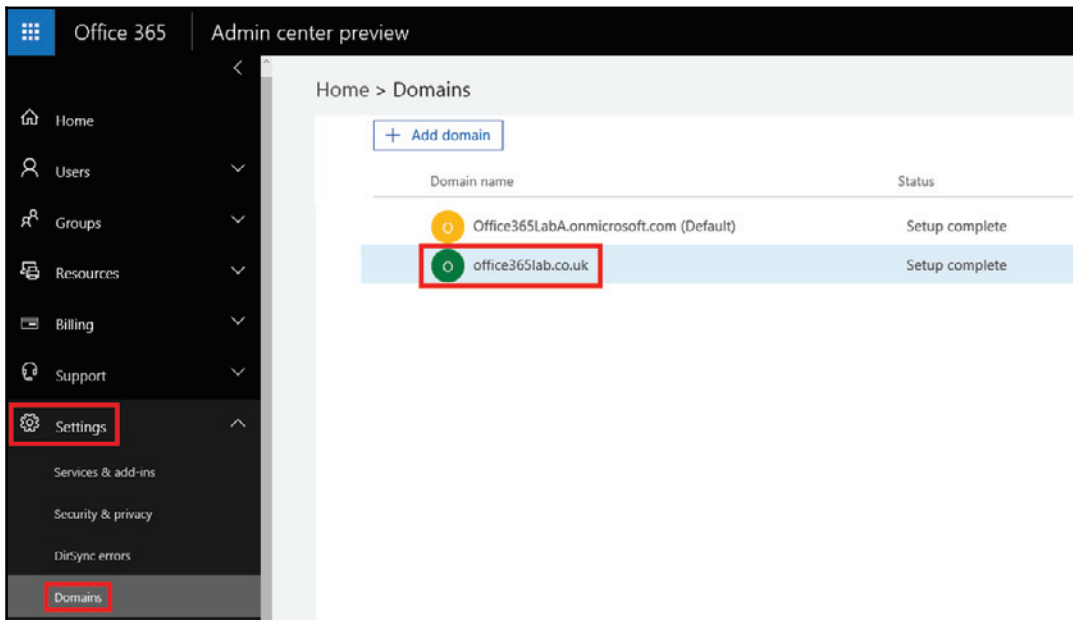 Office 365 Admin center preview
Home > Domains
Home
+ Add domain
Users
Domain name Status
Groups
O Office365LabA.onmicrosoft.com (Default) Setup complete
O office365lab.co.uk Setup complete
Resources
Billing
Support
Settings
Services & add-ins
Security & privacy
DirSync errors
Domains